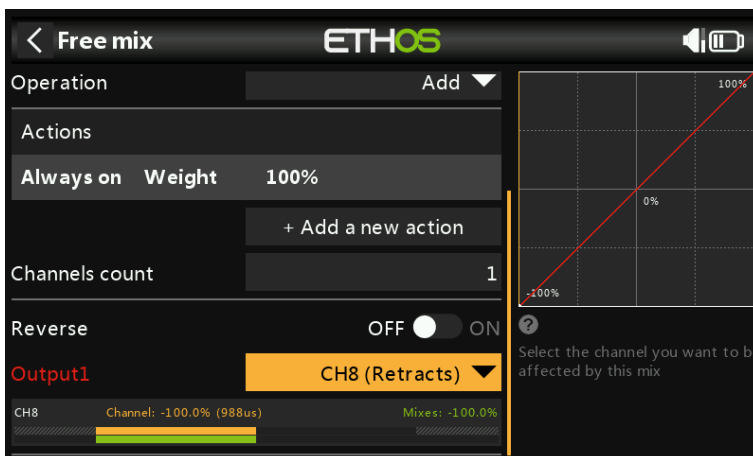 Free mix
ETHOS
Operation Add
Actions
Always on Weight 100%
+ Add a new action
Channels count 1
Reverse OFF ON
Output1 CH8 (Retracts)
CH8 Channel: -100.0% (988us) Mixes: -100.0%
100%
0%
-100%
?
Select the channel you want to b
affected by this mix